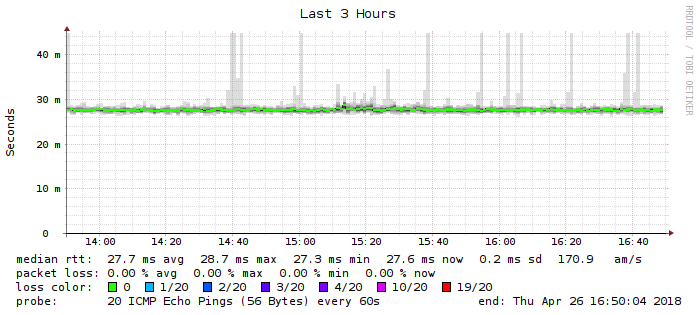 Last 3 Hours
RRDTOOL / TOBI OETIKER
Seconds
40 m
30 m
20 m
10 m
0
14:00 14:20 14:40 15:00 15:20 15:40 16:00 16:20 16:40
median rtt: 27.7 ms avg 28.7 ms max 27.3 ms min 27.6 ms now 0.2 ms sd 170.9 am/s
packet loss: 0.00 % avg 0.00 % max 0.00 % min 0.00 % now
loss color: 0 1/20 2/20 3/20 4/20 10/20 19/20
probe: 20 ICMP Echo Pings (56 Bytes) every 60s end: Thu Apr 26 16:50:04 2018